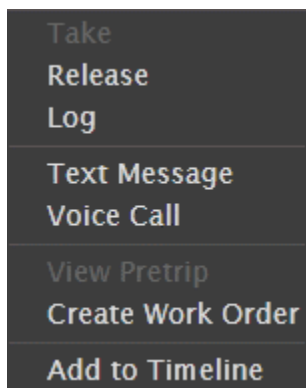 Take
Release
Log
Text Message
Voice Call
View Pretrip
Create Work Order
Add to Timeline